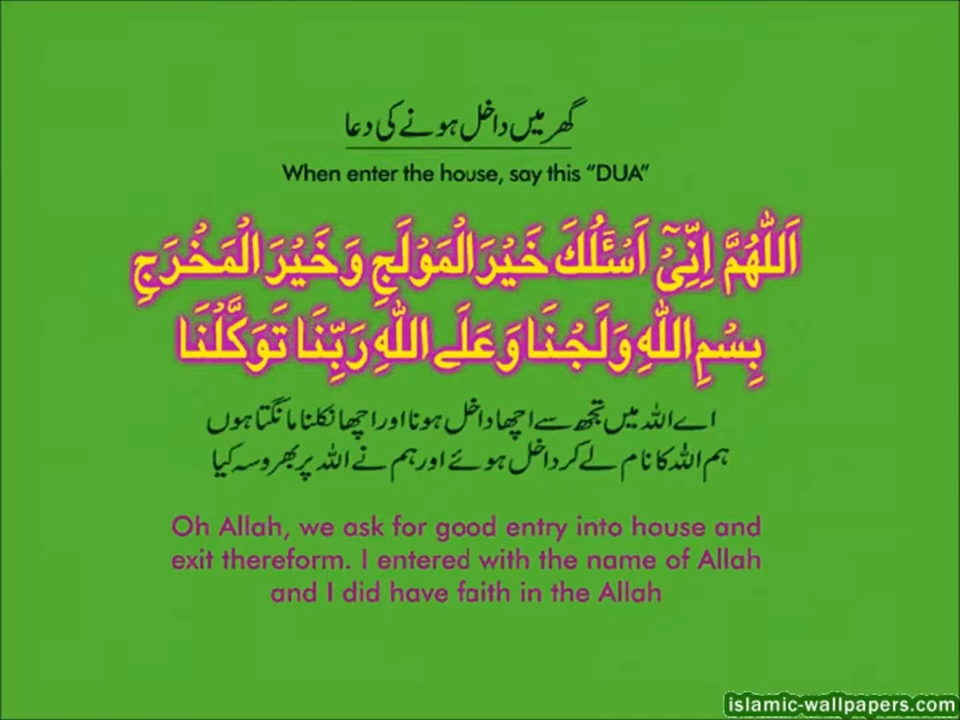 گھر میں داخل ہونے کی دعا
When enter the house, say this “DUA”
اَللّٰهُمَّ اِنِّیْۤ اَسْـَٔلُكَ خَيْرَ الْمَوْلَجِ وَخَيْرَ الْمَخْرَجِ
بِسْمِ اللّٰهِ وَلَجْنَا وَعَلَے اللّٰهِ رَبِّنَا تَوَكَّلْنَا
اے اللہ میں تجھ سے اچھا داخل ہونا اور اچھا نکلنا مانگتا ہوں
ہم اللہ کا نام لے کر داخل ہوئے اور ہم نے اللہ پر بھروسہ کیا
Oh Allah, we ask for good entry into house and
exit thereform. I entered with the name of Allah
and I did have faith in the Allah
islamic-wallpapers.com